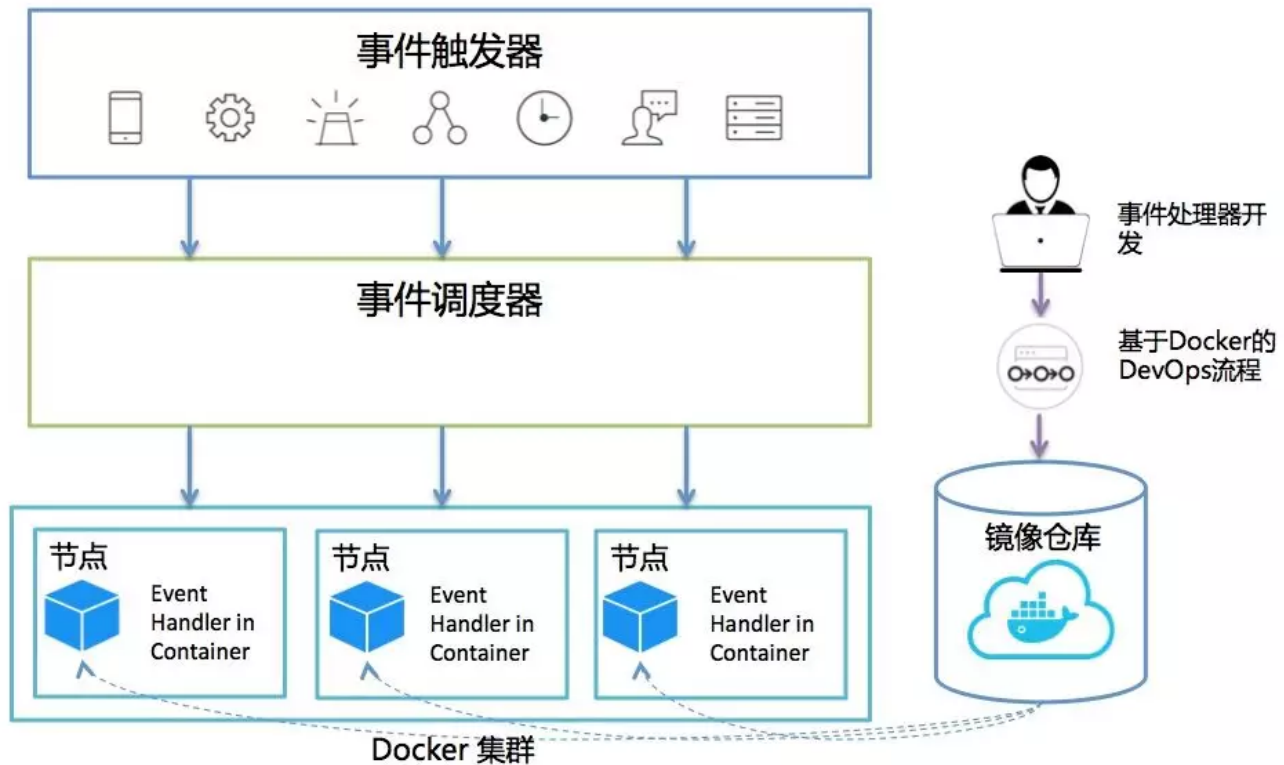 事件触发器
事件调度器
节点
Event
Handler in
Container
节点
Event
Handler in
Container
节点
Event
Handler in
Container
Docker 集群
事件处理器开
发
基于Docker的
DevOps流程
镜像仓库